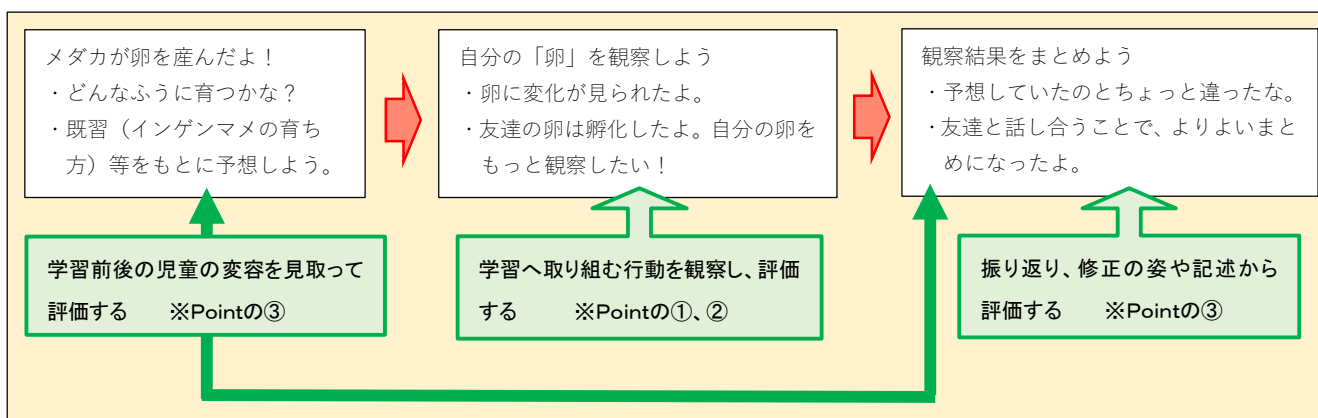 メダカが卵を産んだよ！
・どんなふうに育つかな？
・既習（インゲンマメの育ち
方）等をもとに予想しよう。
自分の「卵」を観察しよう
・卵に変化が見られたよ。
・友達の卵は孵化したよ。自分の卵を
もっと観察したい！
観察結果をまとめよう
・予想していたのとちょっと違ったな。
・友達と話し合うことで、よりよいまと
めになったよ。
学習前後の児童の変容を見取って
評価する　※Pointの③
学習へ取り組む行動を観察し、評価
する　※Pointの①、②
振り返り、修正の姿や記述から
評価する　※Pointの③